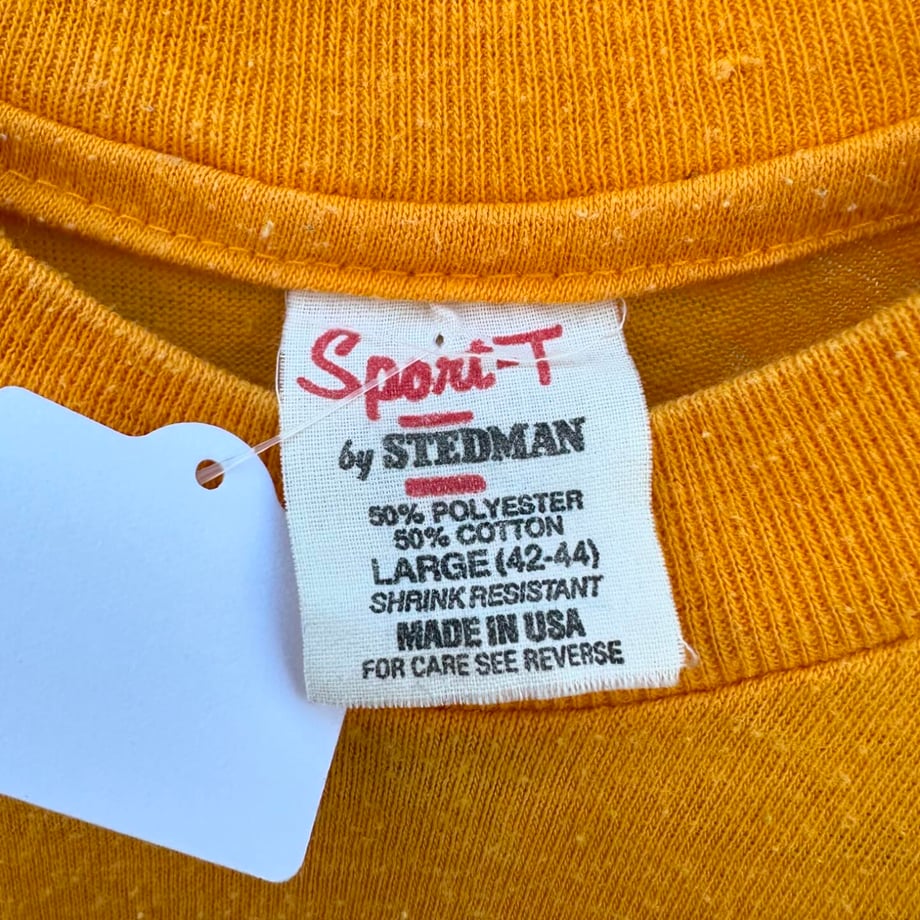 Sport-T
by STEDMAN
50% POLYESTER
50% COTTON
LARGE (42-44)
SHRINK RESISTANT
MADE IN USA
FOR CARE SEE REVERSE